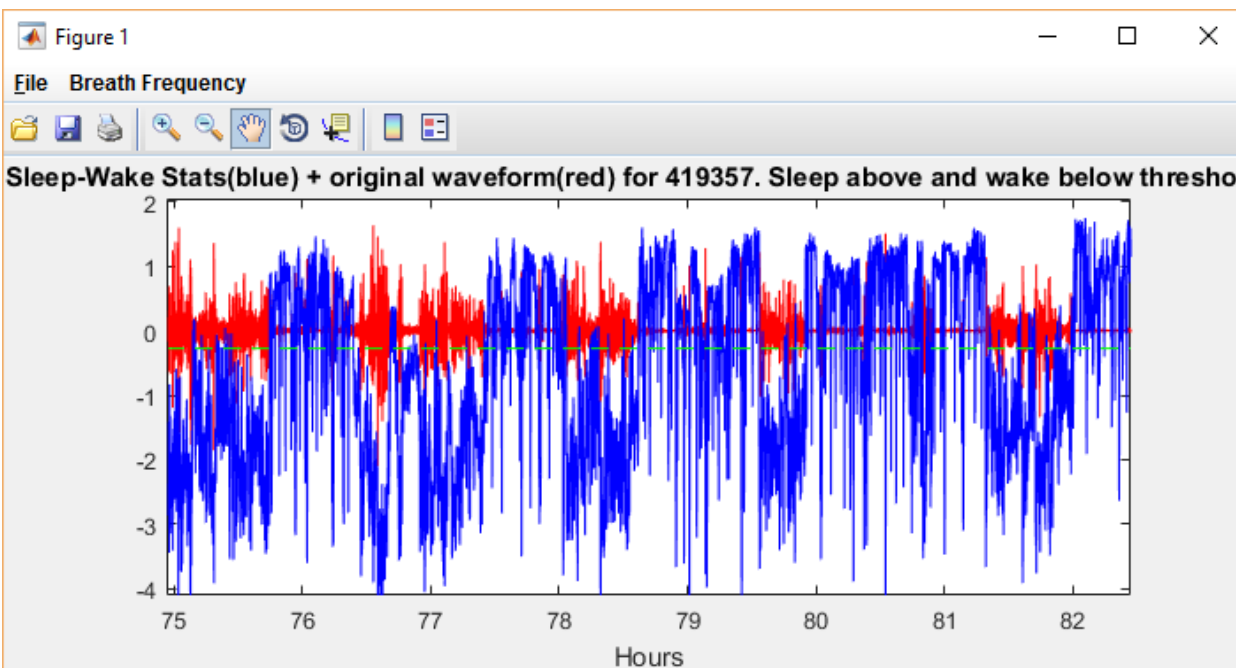 Figure 1
File Breath Frequency
Sleep-Wake Stats(blue) + original waveform(red) for 419357. Sleep above and wake below thresho
2
1
0
-1
-2
-3
-4
75 76 77 78 79 80 81 82
Hours